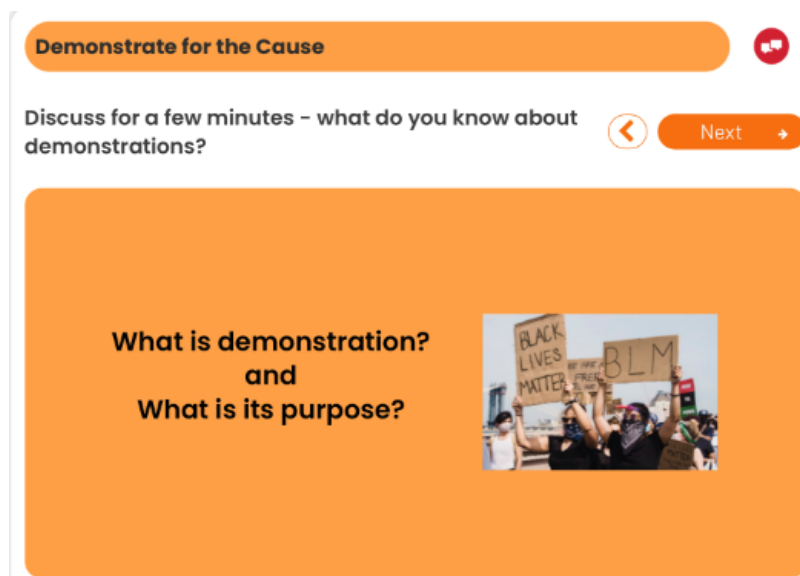 Demonstrate for the Cause
Discuss for a few minutes - what do you know about
demonstrations?
Next
What is demonstration?
and
What is its purpose?
BLACK
LIVES
MATTER
BLM